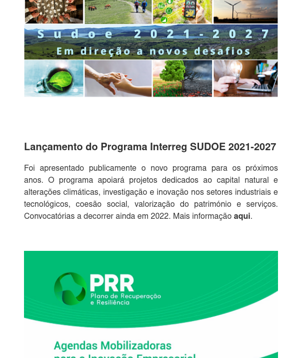 Sudoe 2021-2027
Em direção a novos desafios
Lançamento do Programa Interreg SUDOE 2021-2027
Foi apresentado publicamente o novo programa para os próximos
anos. O programa apoiará projetos dedicados ao capital natural e
alterações climáticas, investigação e inovação nos setores industriais e
tecnológicos, coesão social, valorização do património e serviços.
Convocatórias a decorrer ainda em 2022. Mais informação aqui.
PRR
Plano de Recuperação
e Resiliência
Agendas Mobilizadoras
para a Inovação Empresarial